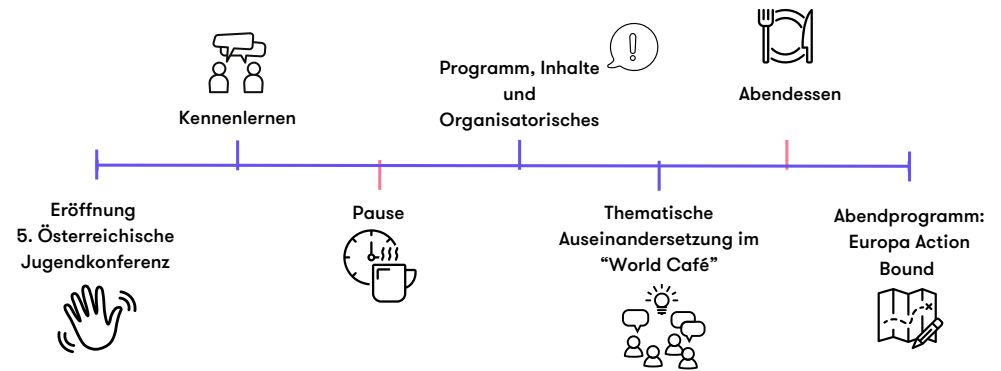 Eröffnung
5. Österreichische
Jugendkonferenz
Kennenlernen
Pause
Programm, Inhalte
und
Organisatorisches
Thematische
Auseinandersetzung im
“World Café”
Abendessen
Abendprogramm:
Europa Action
Bound